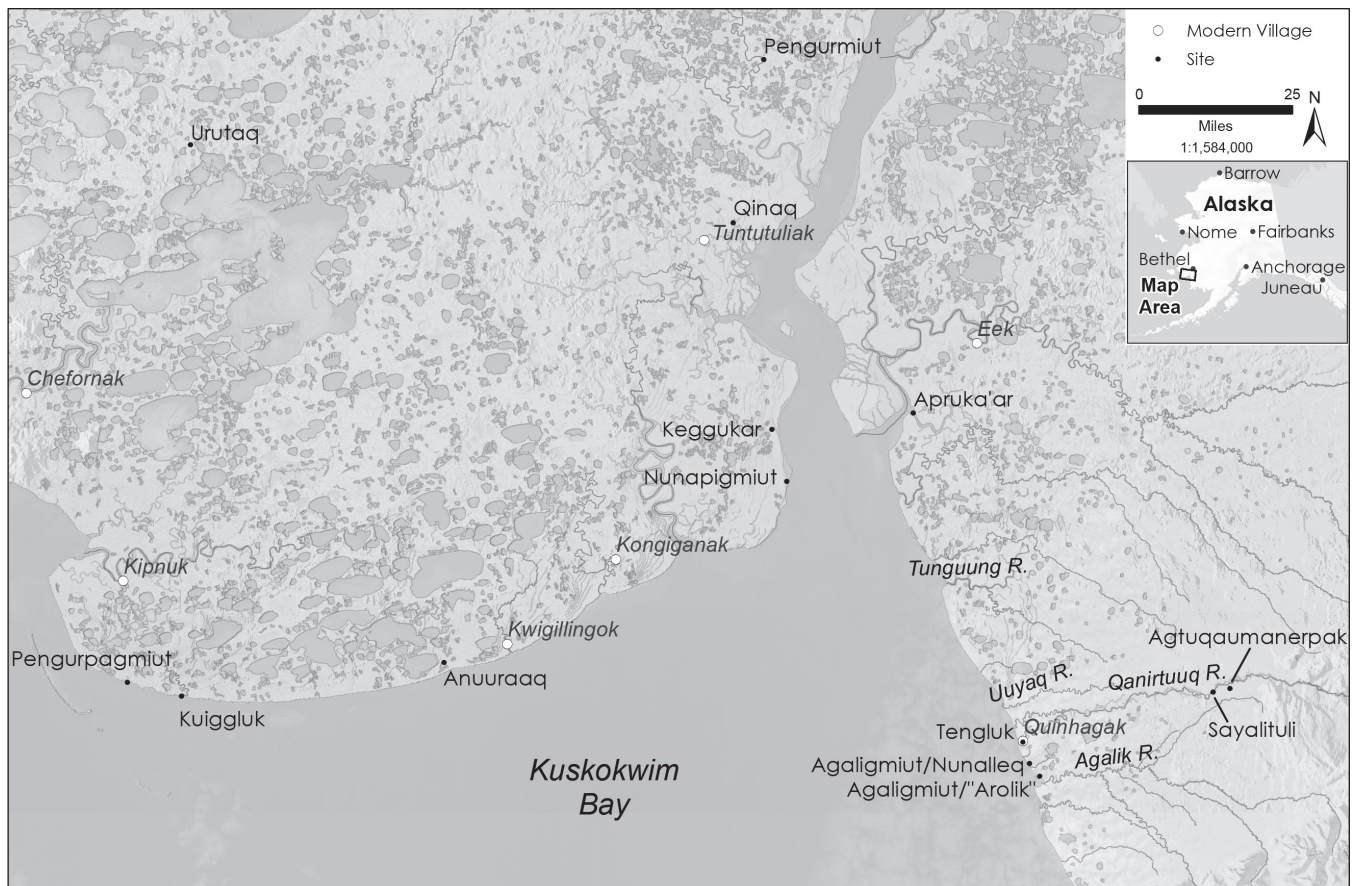 Modern Village
Site
0 25
Miles
1:1,584,000
N
Barrow
Alaska
Nome
Fairbanks
Bethel
Anchorage
Map
Area
Juneau
Pengurmiut
Urutaq
Qinaq
Tuntutuliak
Eek
Chefornak
Apruka'ar
Keggukar
Nunapigmiut
Kongiganak
Kipnuk
Tunguung R.
Kwigillingok
Agtuqaumanerpak
Pengurpagmiut
Anuuraaq
Uuyaq R.
Qanirtuuq R.
Kuiggluk
Sayalituli
Tengluk
Quinhagak
Agaligmiut/Nunalleq
Agalik R.
Agaligmiut/"Arolik"
Kuskokwim
Bay